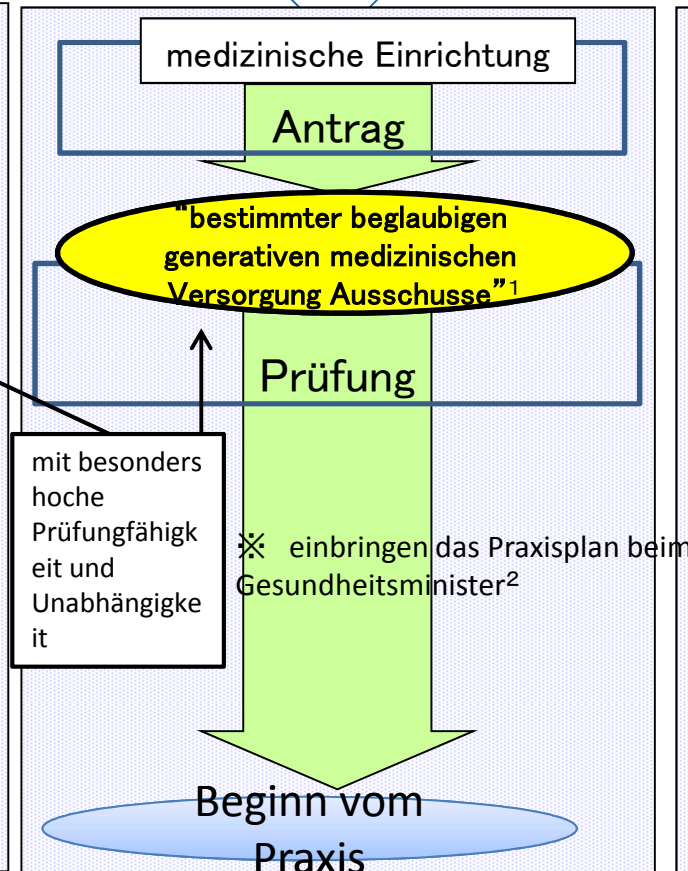 medizinische Einrichtung
Antrag
"bestimmter beglaubigen
generativen medizinischen
Versorgung Ausschusse"¹
Prüfung
mit besonders
hoche
Prüfungfähigk
eit und
Unabhängigke
it
※ einbringen das Praxisplan beim
Gesundheitsminister²
Beginn vom
Praxis